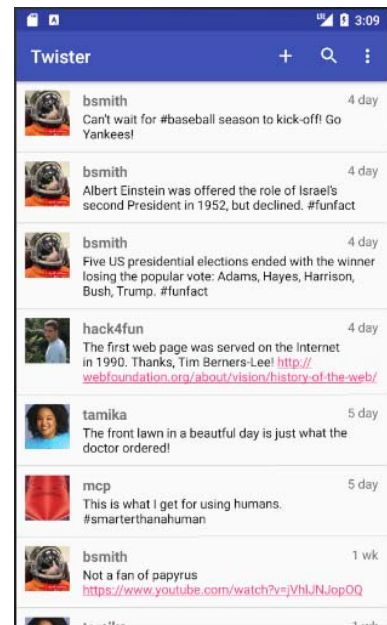 3:09
Twister
bsmith 4 day
Can't wait for #baseball season to kick-off! Go
Yankees!
bsmith 4 day
Albert Einstein was offered the role of Israel's
second President in 1952, but declined. #funfact
bsmith 4 day
Five US presidential elections ended with the winner
losing the popular vote: Adams, Hayes, Harrison,
Bush, Trump. #funfact
hack4fun 4 day
The first web page was served on the Internet
in 1990. Thanks, Tim Berners-Lee! http://
webfoundation.org/about/vision/history-of-the-web/
tamika 5 day
The front lawn in a beautful day is just what the
doctor ordered!
mcp 5 day
This is what I get for using humans.
#smarterthanhuman
bsmith 1 wk
Not a fan of papyrus
https://www.youtube.com/watch?v=jVhlJNJopOQ